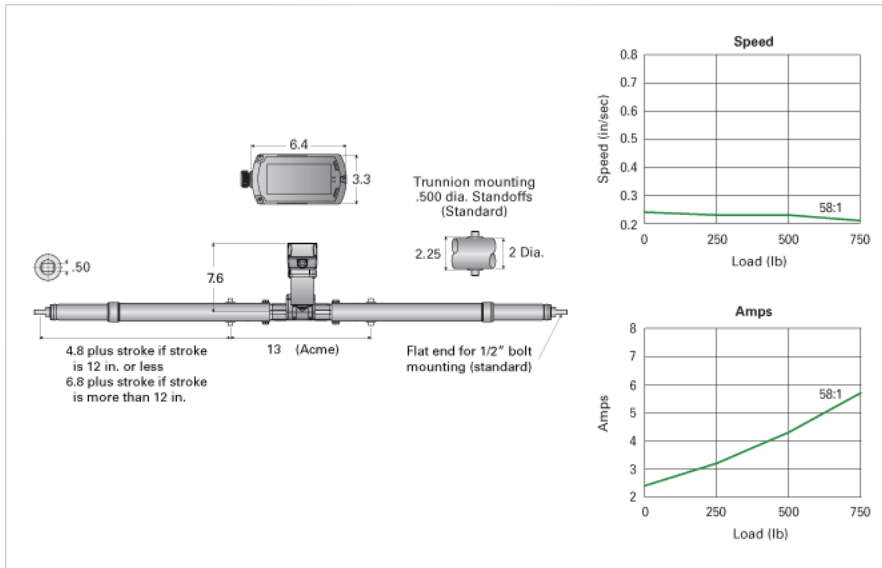 6.4
3.3
Trunnion mounting
.500 dia. Standoffs
(Standard)
2.25
2 Dia.
.50
7.6
4.8 plus stroke if stroke
is 12 in. or less
6.8 plus stroke if stroke
is more than 12 in.
13 (Acme)
Flat end for 1/2" bolt
mounting (standard)
Speed
Speed (in/sec)
0.8
0.7
0.6
0.5
0.4
0.3
0.2
58:1
0 250 500 750
Load (lb)
Amps
Amps
8
7
6
5
4
3
2
58:1
0 250 500 750
Load (lb)